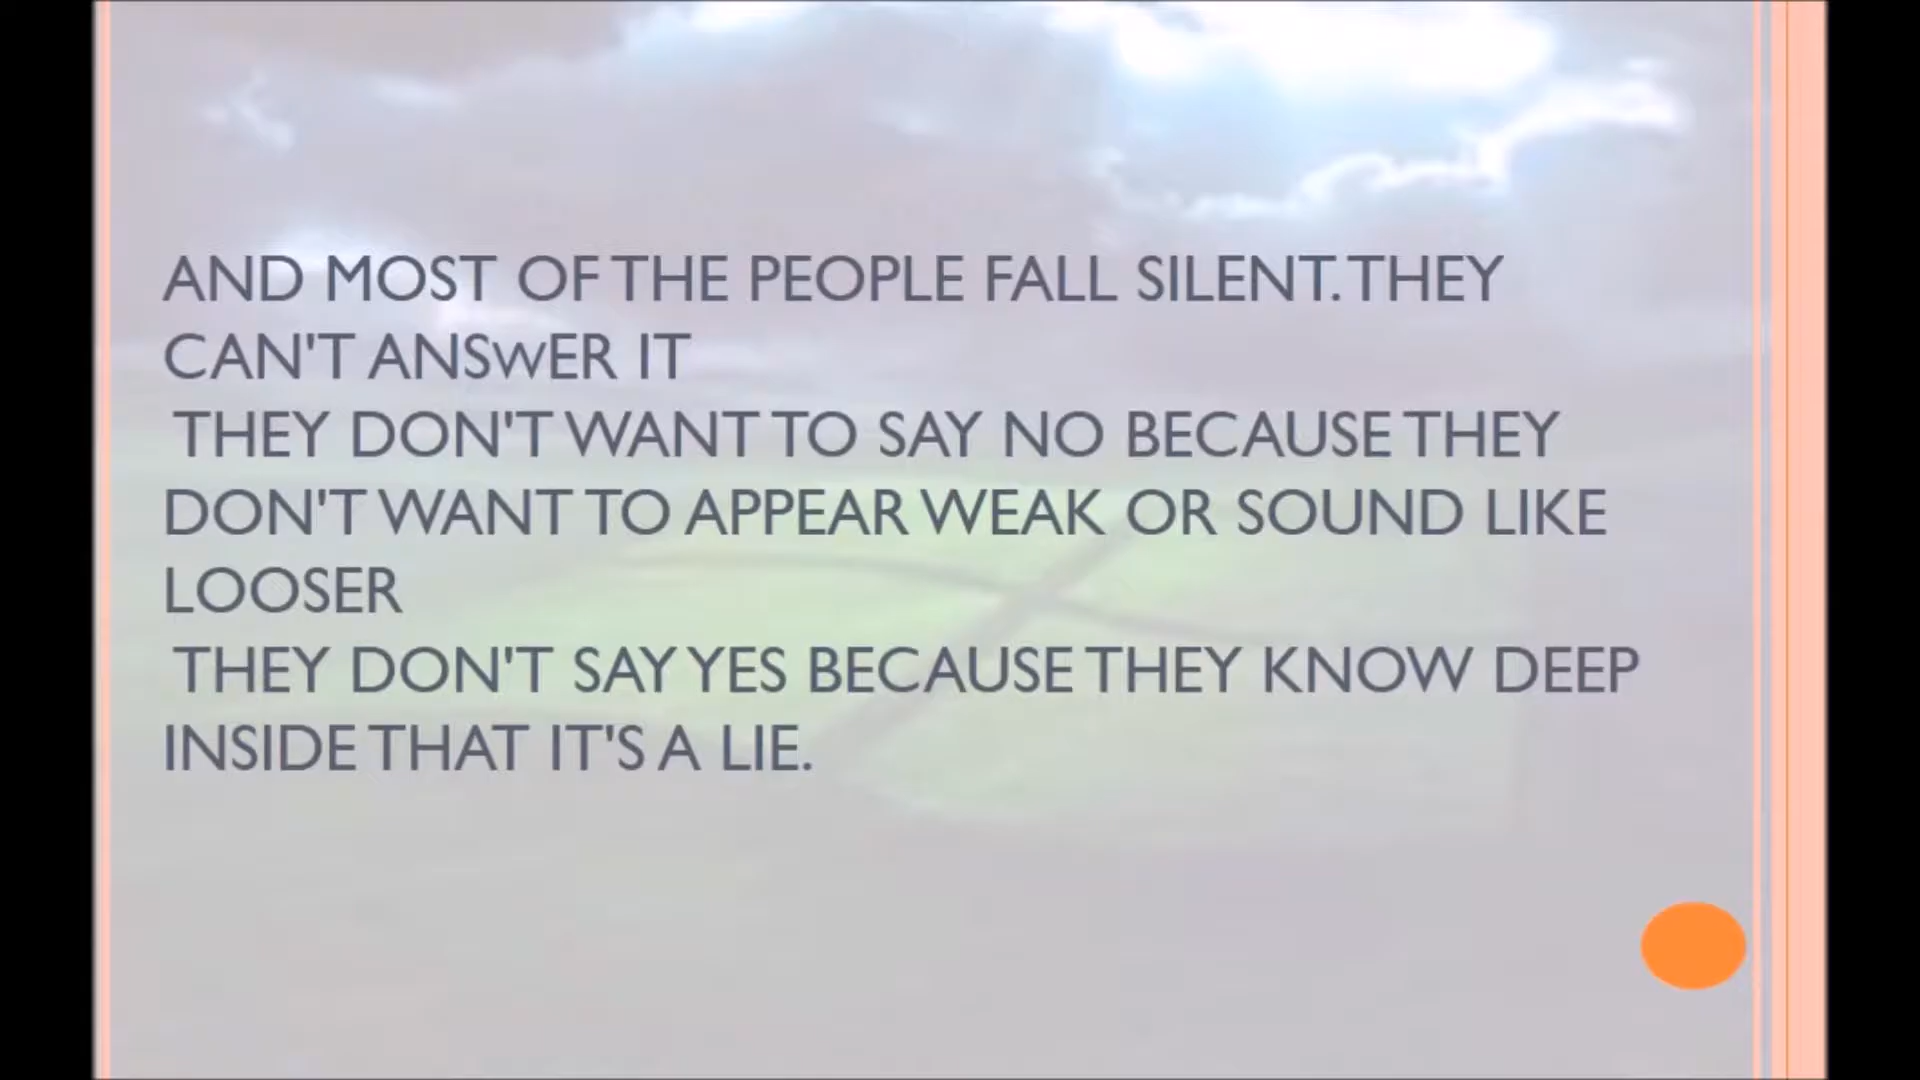 AND MOST OF THE PEOPLE FALL SILENT.THEY
CAN'T ANSwER IT
THEY DON'T WANT TO SAY NO BECAUSE THEY
DON'T WANT TO APPEAR WEAK OR SOUND LIKE
LOOSER
THEY DON'T SAY YES BECAUSE THEY KNOW DEEP
INSIDE THAT IT'S A LIE.